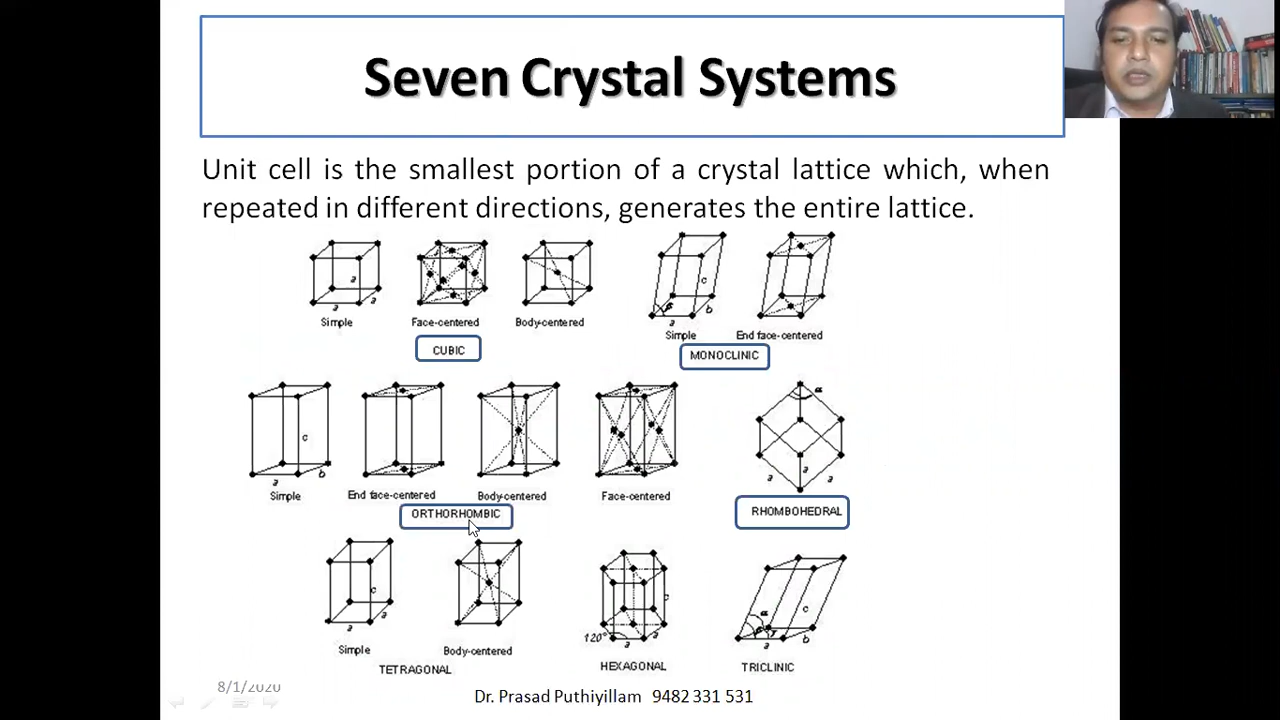 Seven Crystal Systems
Unit cell is the smallest portion of a crystal lattice which, when
repeated in different directions, generates the entire lattice.
a a a
Simple Face-centered Body-centered
CUBIC
c β b a
Simple End face-centered
MONOCLINIC
c b a
Simple End face-centered Body-centered Face-centered
ORTHORHOMBIC
α a a a
RHOMBOHEDRAL
c a a
Simple Body-centered
TETRAGONAL
c 120° a a
HEXAGONAL
α β γ c b a
TRICLINIC
8/1/2020
Dr. Prasad Puthiyillam 9482 331 531